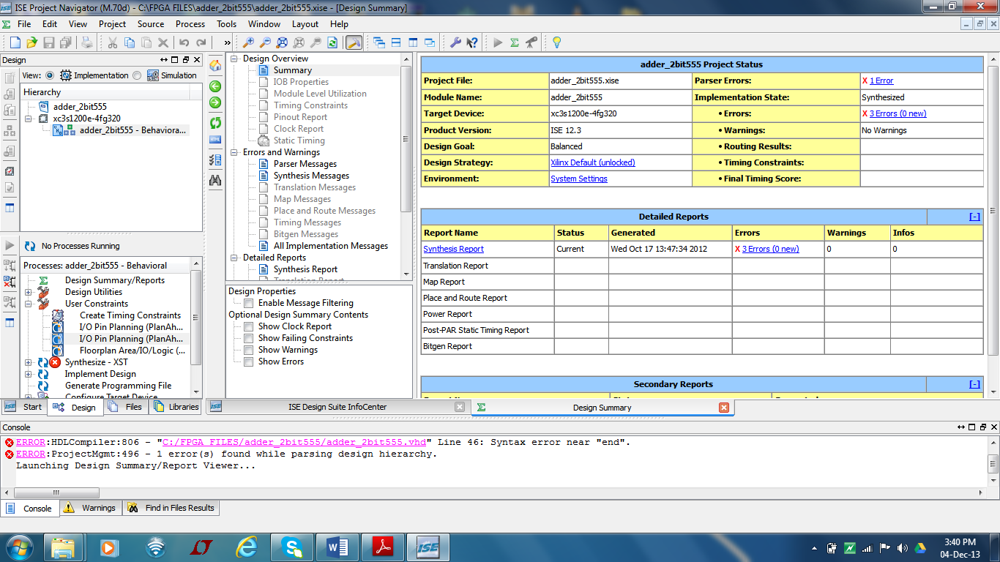 ISE Project Navigator (M.70d) - C:\FPGA FILES\adder_2bit555\adder_2bit555.xise - [Design Summary]
File Edit View Project Source Process Tools Window Layout Help
Design
View: Implementation Simulation
Hierarchy
adder_2bit555
xc3s1200e-4fg320
adder_2bit555 - Behaviora...
No Processes Running
Processes: adder_2bit555 - Behavioral
Design Summary/Reports
Design Utilities
User Constraints
Create Timing Constraints
I/O Pin Planning (PlanAh...
I/O Pin Planning (PlanAh...
Floorplan Area/IO/Logic (...
Synthesize - XST
Implement Design
Generate Programming File
Configure Target Device
Start Design Files Libraries
Design Overview
Summary
IOB Properties
Module Level Utilization
Timing Constraints
Pinout Report
Clock Report
Static Timing
Errors and Warnings
Parser Messages
Synthesis Messages
Translation Messages
Map Messages
Place and Route Messages
Timing Messages
Bitgen Messages
All Implementation Messages
Detailed Reports
Synthesis Report
Translation Report
Design Properties
Enable Message Filtering
Optional Design Summary Contents
Show Clock Report
Show Failing Constraints
Show Warnings
Show Errors
adder_2bit555 Project Status
Project File: adder_2bit555.xise Parser Errors: X 1 Error
Module Name: adder_2bit555 Implementation State: Synthesized
Target Device: xc3s1200e-4fg320 • Errors: X 3 Errors (0 new)
Product Version: ISE 12.3 • Warnings: No Warnings
Design Goal: Balanced • Routing Results:
Design Strategy: Xilinx Default (unlocked) • Timing Constraints:
Environment: System Settings • Final Timing Score:
Detailed Reports [-]
Report Name Status Generated Errors Warnings Infos
Synthesis Report Current Wed Oct 17 13:47:34 2012 X 3 Errors (0 new) 0 0
Translation Report
Map Report
Place and Route Report
Power Report
Post-PAR Static Timing Report
Bitgen Report
Secondary Reports [-]
ISE Design Suite InfoCenter Design Summary
Console
ERROR:HDLCompiler:806 - "C:/FPGA FILES/adder_2bit555/adder_2bit555.vhd" Line 46: Syntax error near "end".
ERROR:ProjectMgmt:496 - 1 error(s) found while parsing design hierarchy.
Launching Design Summary/Report Viewer...
Console Warnings Find in Files Results
3:40 PM
04-Dec-13